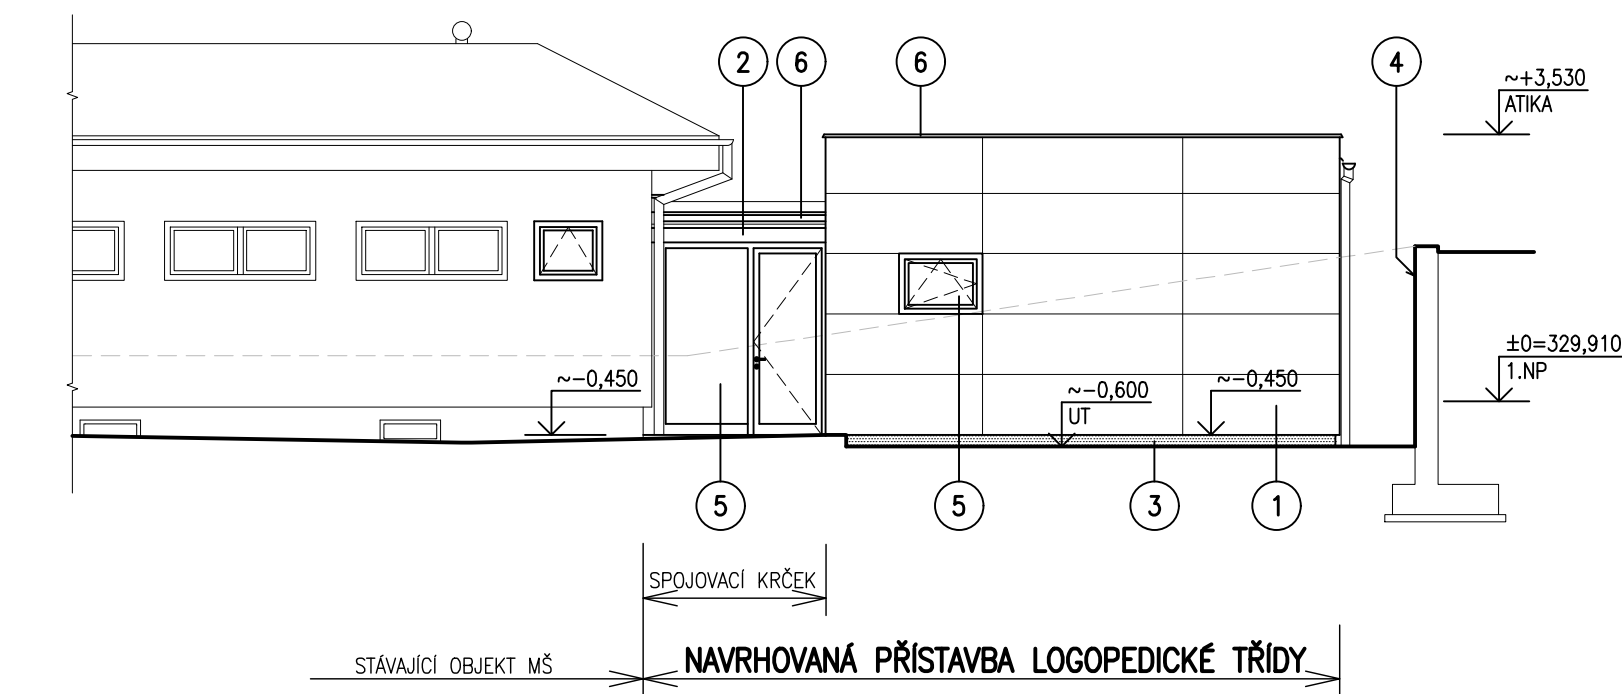 2 6 6 4
~+3,530
ATIKA
±0=329,910
1.NP
~-0,450
~-0,600
UT
~-0,450
5 5 3 1
SPOJOVACÍ KRČEK
STÁVAJÍCÍ OBJEKT MŠ
NAVRHOVANÁ PŘÍSTAVBA LOGOPEDICKÉ TŘÍDY